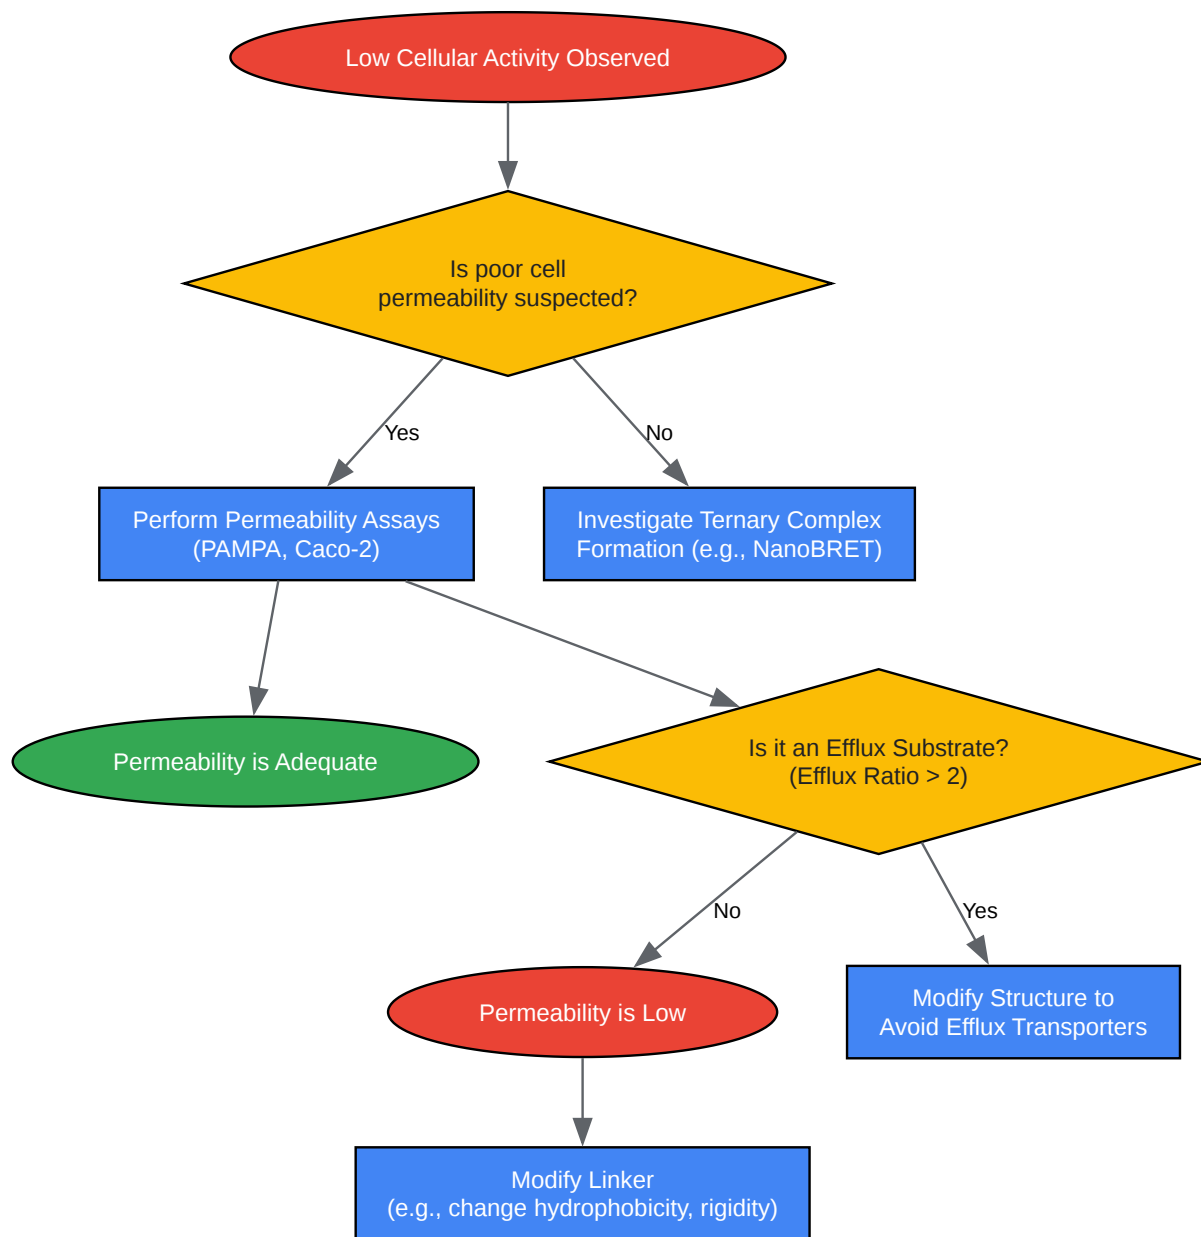 Low Cellular Activity Observed
Is poor cell
permeability suspected?
Yes
No
Perform Permeability Assays
(PAMPA, Caco-2)
Investigate Ternary Complex
Formation (e.g., NanoBRET)
Permeability is Adequate
Is it an Efflux Substrate?
(Efflux Ratio > 2)
No
Yes
Permeability is Low
Modify Structure to
Avoid Efflux Transporters
Modify Linker
(e.g., change hydrophobicity, rigidity)